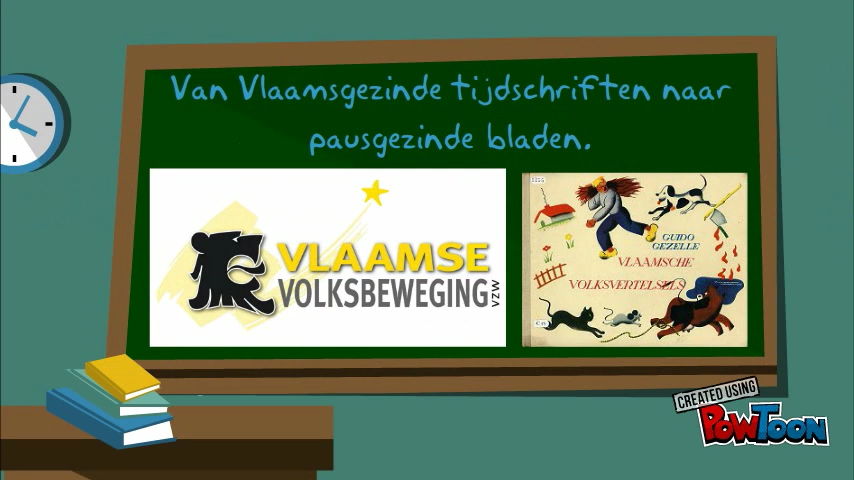 Van Vlaamsgezinde tijdschriften naar
pausgezinde bladen.
VLAAMSE
VOLKSBEWEGING VZW
GUIDO
GEZELLE
VLAAMSCHE
VOLKSVERTELSELS
CREATED USING
POWTOON